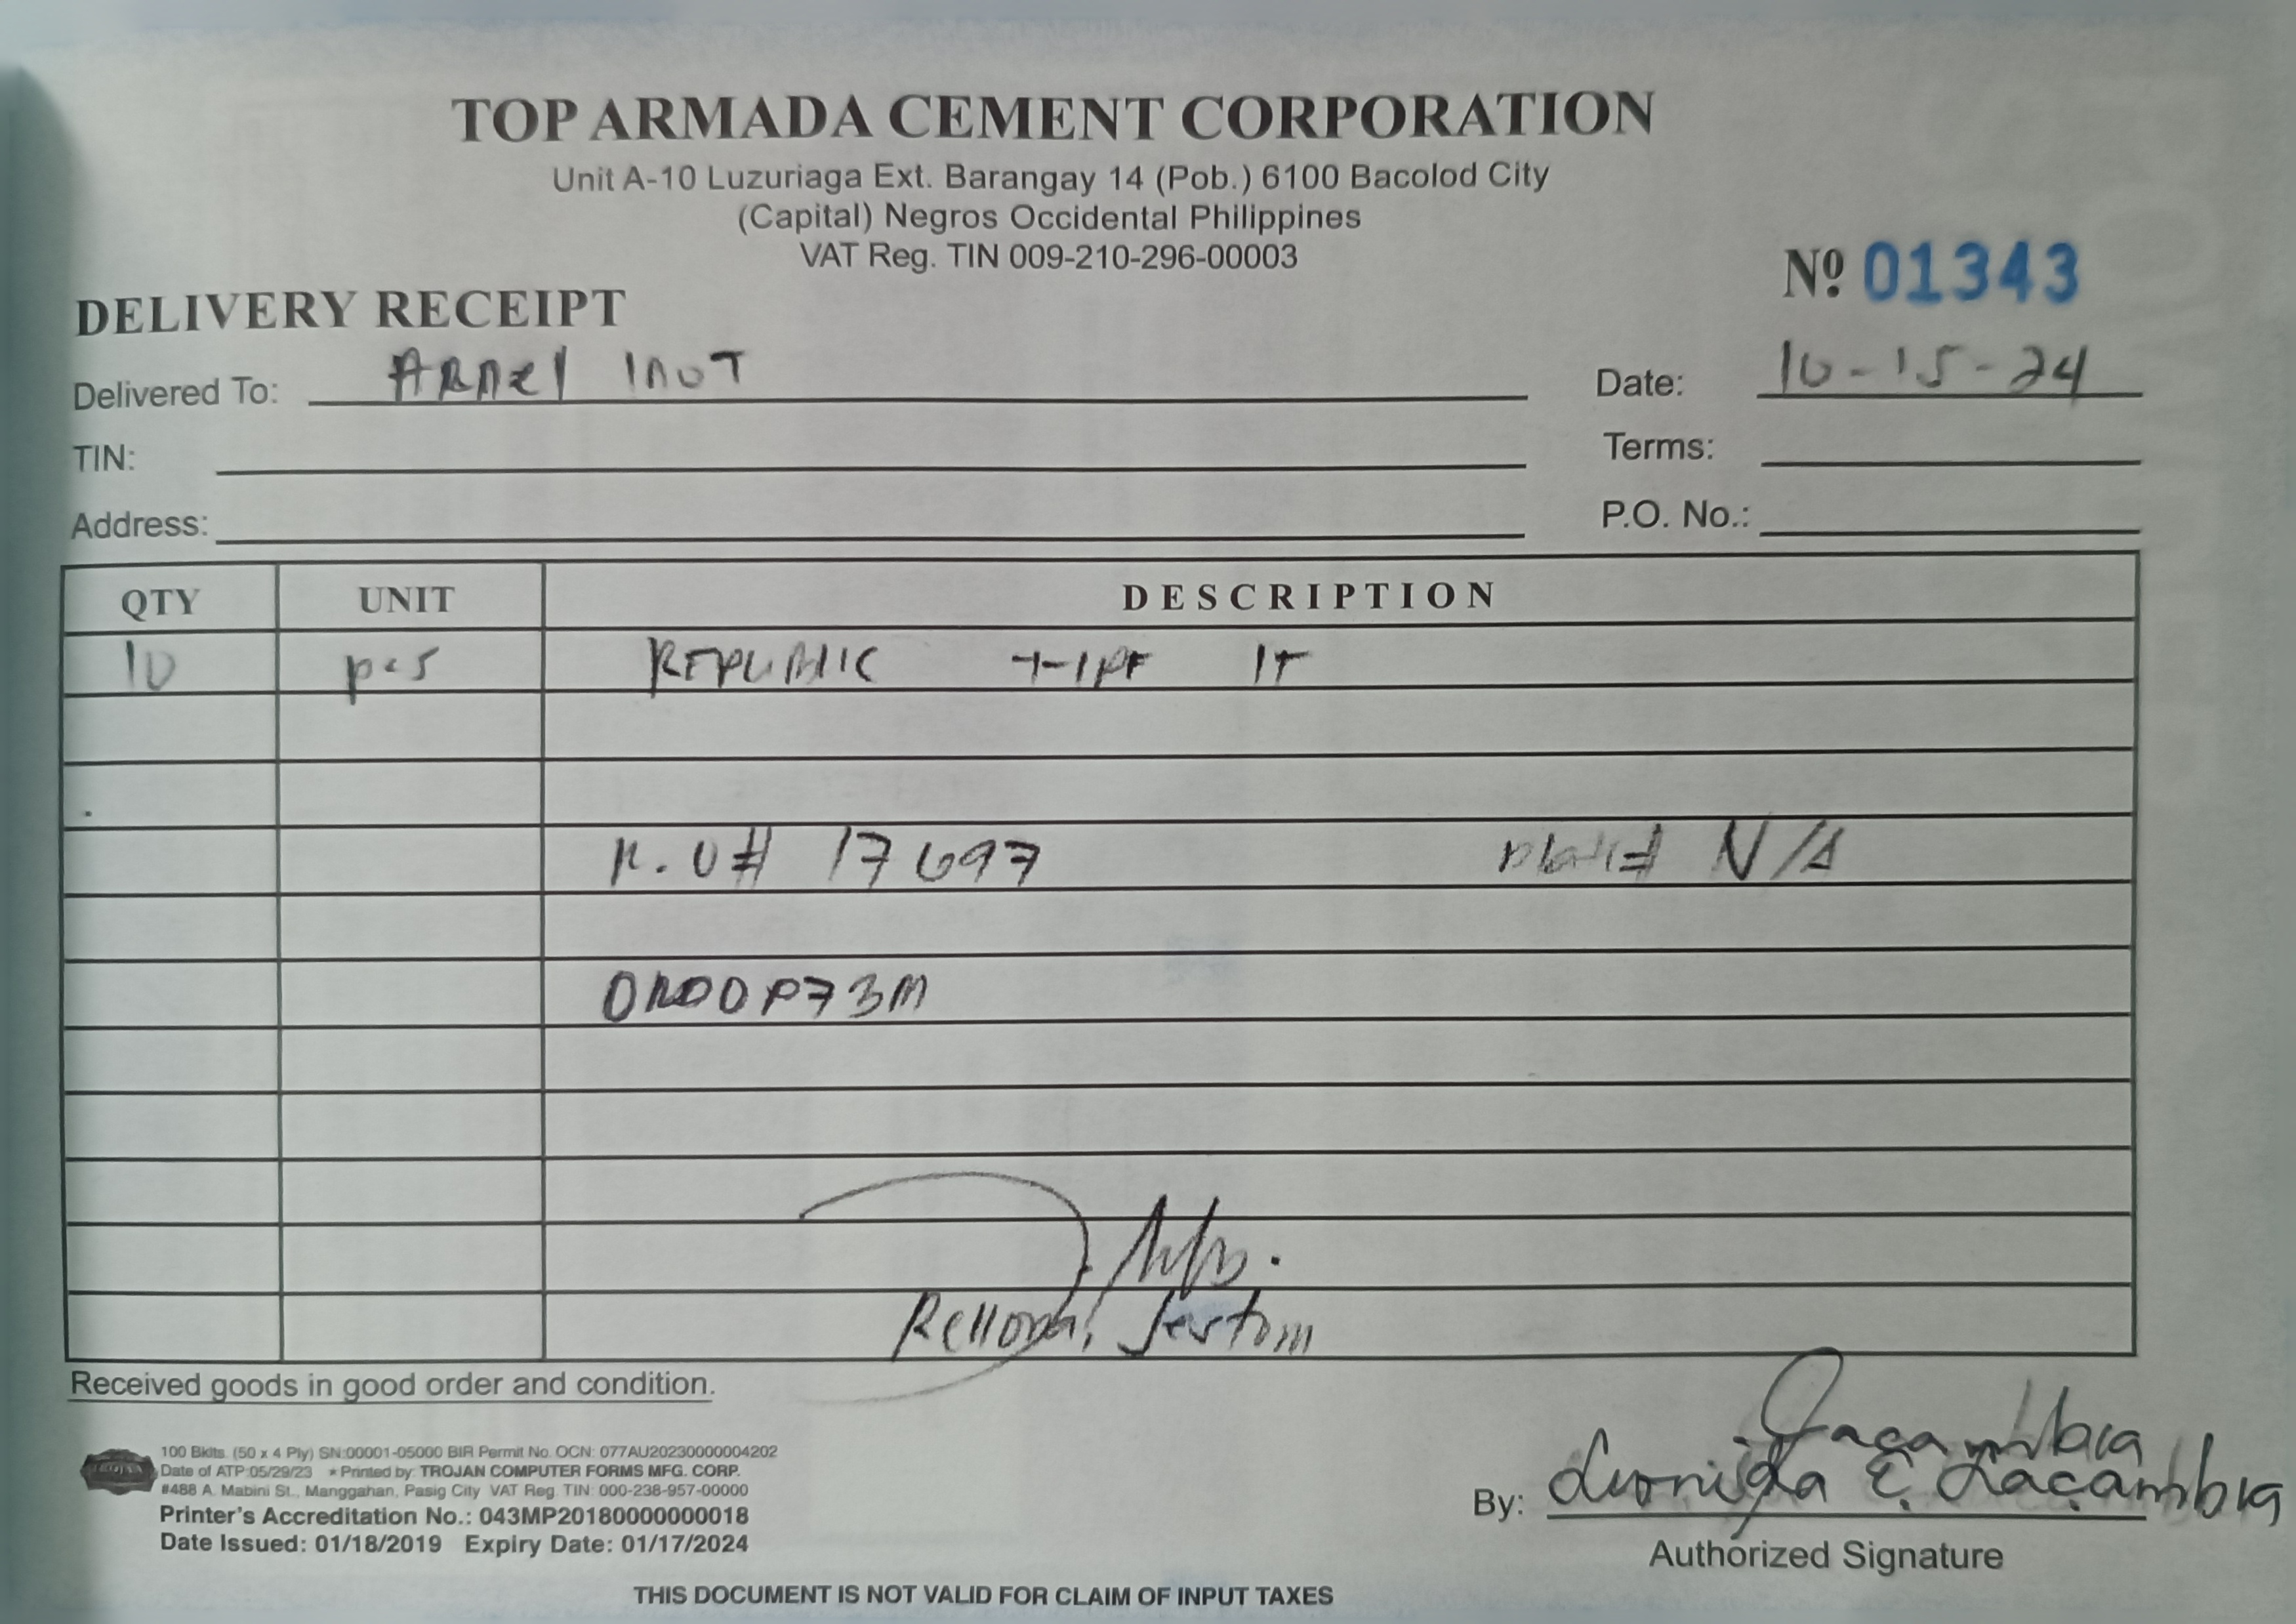 TOP ARMADA CEMENT CORPORATION
Unit A-10 Luzuriaga Ext. Barangay 14 (Pob.) 6100 Bacolod City
(Capital) Negros Occidental Philippines
VAT Reg. TIN 009-210-296-00003
Nº 01343
DELIVERY RECEIPT
Delivered To: ARNEL INOT Date: 10-15-24
TIN: Terms:
Address: P.O. No.:
QTY UNIT DESCRIPTION
10 pcs REPUBLIC 1T
# 17697 N/A
Received goods in good order and condition.
100 Bklts. (50 x 4 Ply) SN:00001-05000 BIR Permit No. OCN: 077AU20230000004202
Date of ATP:05/29/23 * Printed by: TROJAN COMPUTER FORMS MFG. CORP.
#488 A. Mabini St., Manggahan, Pasig City VAT Reg. TIN: 000-238-957-00000
Printer's Accreditation No.: 043MP20180000000018
Date Issued: 01/18/2019 Expiry Date: 01/17/2024
By: Leonida E. Lacambra
Authorized Signature
THIS DOCUMENT IS NOT VALID FOR CLAIM OF INPUT TAXES